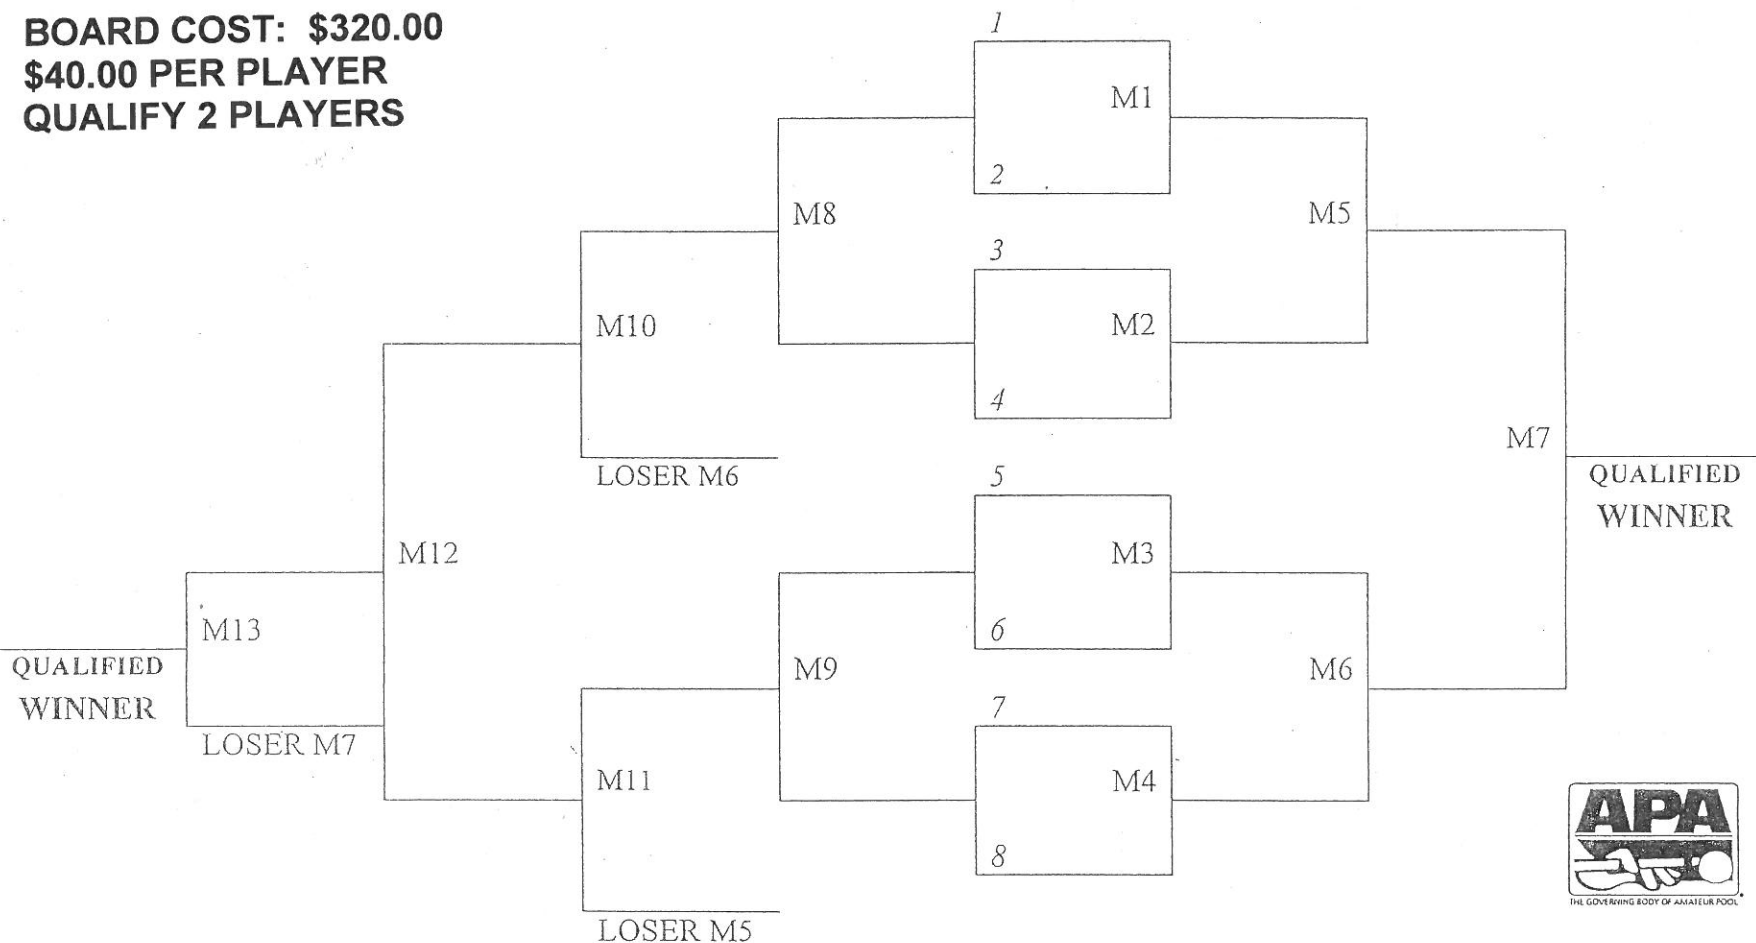 BOARD COST: $320.00
$40.00 PER PLAYER
QUALIFY 2 PLAYERS
1
M1
2
M8
M5
3
M10
M2
4
M7
LOSER M6
5
QUALIFIED
WINNER
M12
M3
M13
6
QUALIFIED
WINNER
M9
M6
7
LOSER M7
M11
M4
8
LOSER M5
APA
THE GOVERNING BODY OF AMATEUR POOL